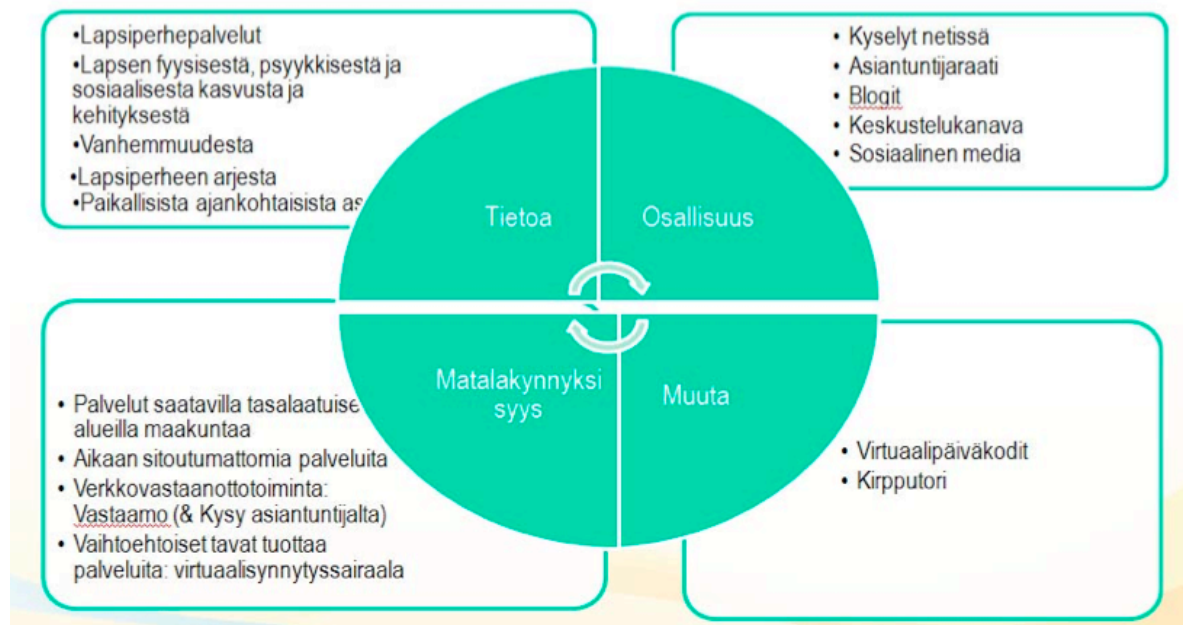 •Lapsiperhepalvelut
•Lapsen fyysisestä, psyykkisestä ja
sosiaalisesta kasvusta ja
kehityksestä
•Vanhemmuudesta
•Lapsiperheen arjesta
•Paikallisista ajankohtaisista as
• Kyselyt netissä
• Asiantuntijaraati
• Blogit
• Keskustelukanava
• Sosiaalinen media
Tietoa
Osallisuus
Matalakynnyksi
syys
Muuta
• Palvelut saatavilla tasalaatuise
alueilla maakuntaa
• Aikaan sitoutumattomia palveluita
• Verkkovastaanottotoiminta:
Vastaamo (& Kysy asiantuntijalta)
• Vaihtoehtoiset tavat tuottaa
palveluita: virtuaalisynnytyssairaala
• Virtuaalipäiväkodit
• Kirpputori